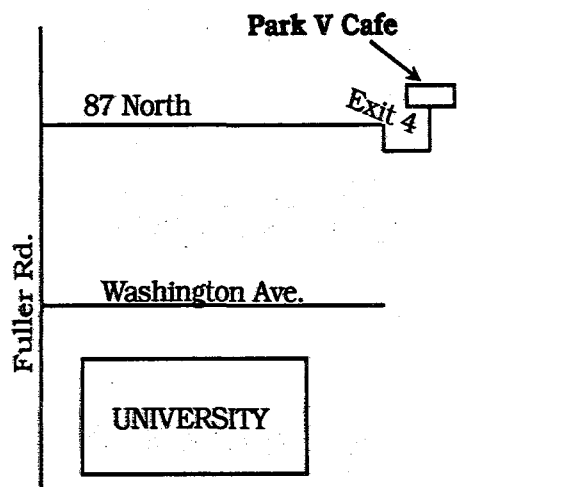 Park V Cafe
87 North
Exit 4
Fuller Rd.
Washington Ave.
UNIVERSITY